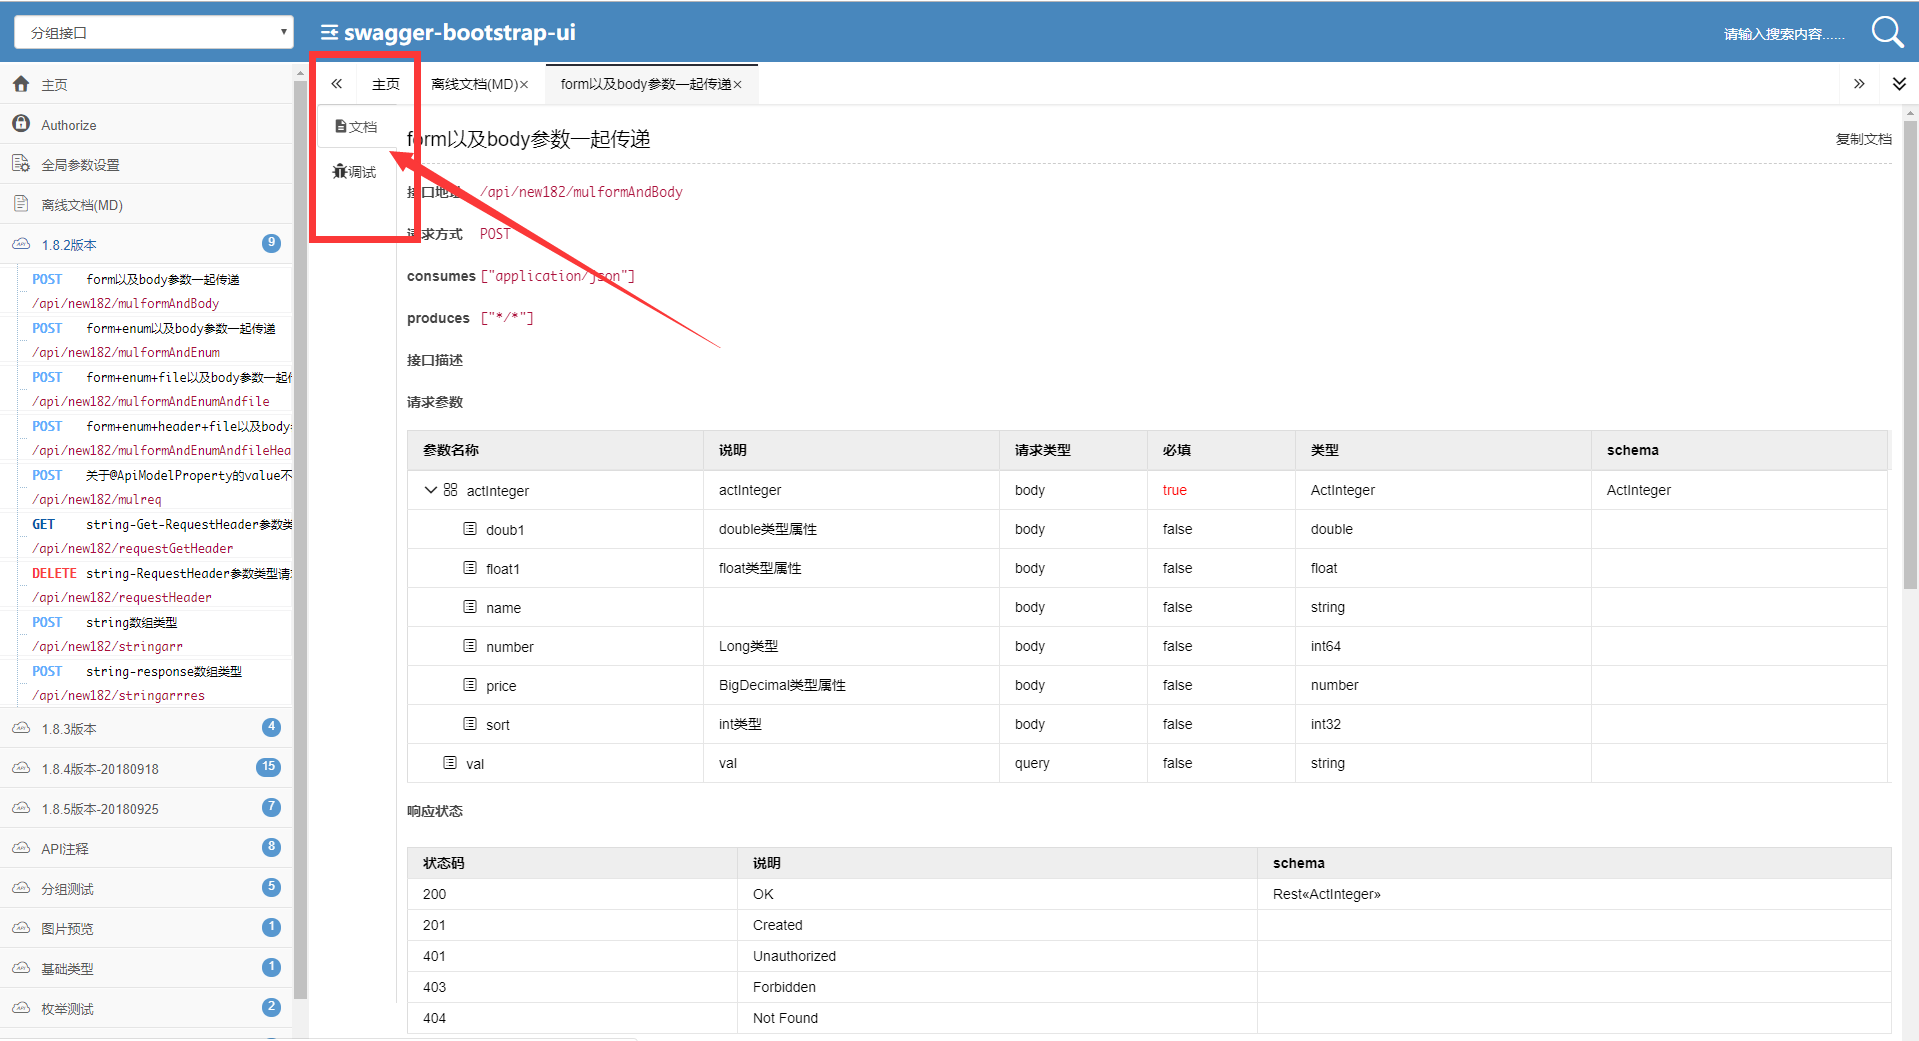 分组接口
swagger-bootstrap-ui
请输入搜索内容......
主页
Authorize
全局参数设置
离线文档(MD)
1.8.2版本 9
POST form以及body参数一起传递
/api/new182/mulformAndBody
POST form+enum以及body参数一起传递
/api/new182/mulformAndEnum
POST form+enum+file以及body参数一起
/api/new182/mulformAndEnumAndfile
POST form+enum+header+file以及body
/api/new182/mulformAndEnumAndfileHea
POST 关于@ApiModelProperty的value不
/api/new182/mulreq
GET string-Get-RequestHeader参数类
/api/new182/requestGetHeader
DELETE string-RequestHeader参数类型请
/api/new182/requestHeader
POST string数组类型
/api/new182/stringarr
POST string-response数组类型
/api/new182/stringarrres
1.8.3版本 4
1.8.4版本-20180918 15
1.8.5版本-20180925 7
API注释 8
分组测试 5
图片预览 1
基础类型 1
枚举测试 2
主页 离线文档(MD)× form以及body参数一起传递×
文档
调试
form以及body参数一起传递 复制文档
接口地址 /api/new182/mulformAndBody
请求方式 POST
consumes ["application/json"]
produces ["*/*"]
接口描述
请求参数
参数名称 说明 请求类型 必填 类型 schema
actInteger actInteger body true ActInteger ActInteger
doub1 double类型属性 body false double
float1 float类型属性 body false float
name body false string
number Long类型 body false int64
price BigDecimal类型属性 body false number
sort int类型 body false int32
val val query false string
响应状态
状态码 说明 schema
200 OK Rest«ActInteger»
201 Created
401 Unauthorized
403 Forbidden
404 Not Found